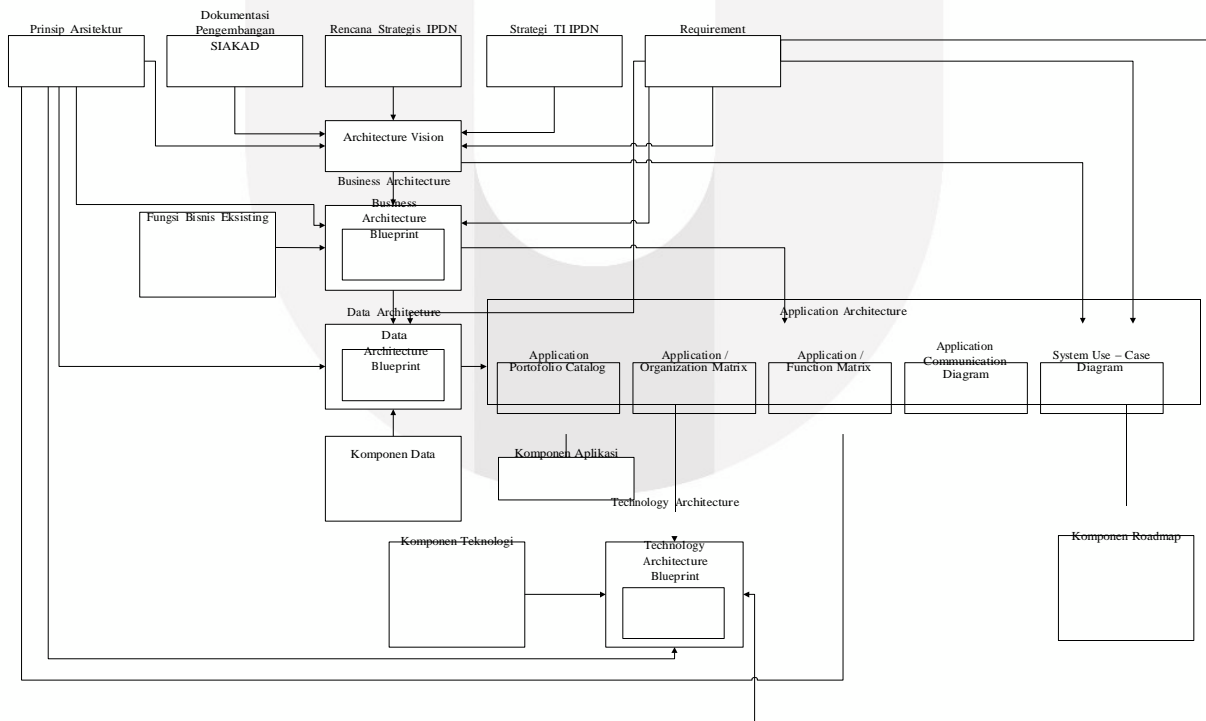 Prinsip Arsitektur
Dokumentasi
Pengembangan
SIAKAD
Rencana Strategis IPDN
Strategi TI IPDN
Requirement
Architecture Vision
Business Architecture
Business
Architecture
Blueprint
Fungsi Bisnis Eksisting
Data Architecture
Application Architecture
Data
Architecture
Blueprint
Application
Portofolio Catalog
Application /
Organization Matrix
Application /
Function Matrix
Application
Communication
Diagram
System Use – Case
Diagram
Komponen Data
Komponen Aplikasi
Technology Architecture
Komponen Teknologi
Technology
Architecture
Blueprint
Komponen Roadmap